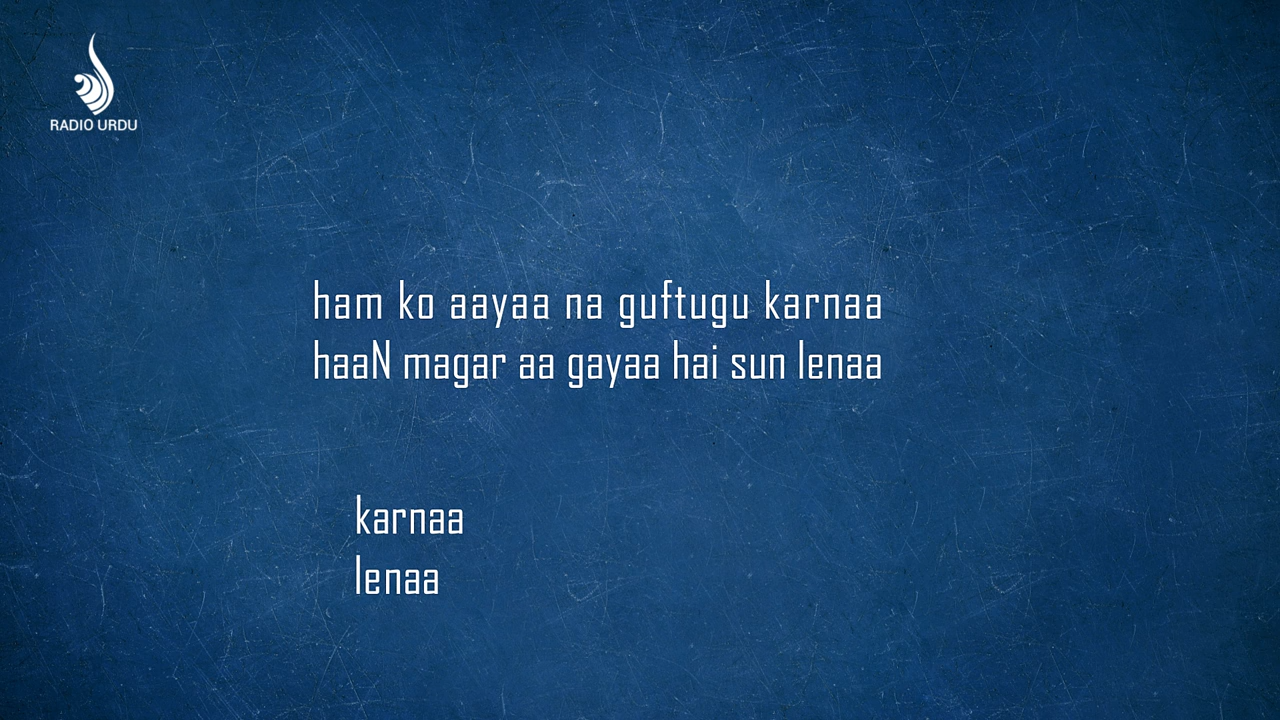 RADIO URDU
ham ko aayaa na guftugu karnaa
haaN magar aa gayaa hai sun lenaa
karnaa
lenaa